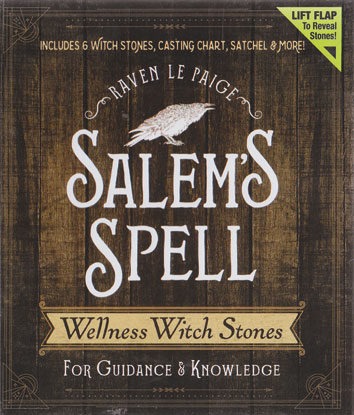 LIFT FLAP
To Reveal
Stones!
INCLUDES 6 WITCH STONES, CASTING CHART, SATCHEL & MORE!
RAVEN LE PAIGE
SALEM'S
SPELL
Wellness Witch Stones
FOR GUIDANCE & KNOWLEDGE